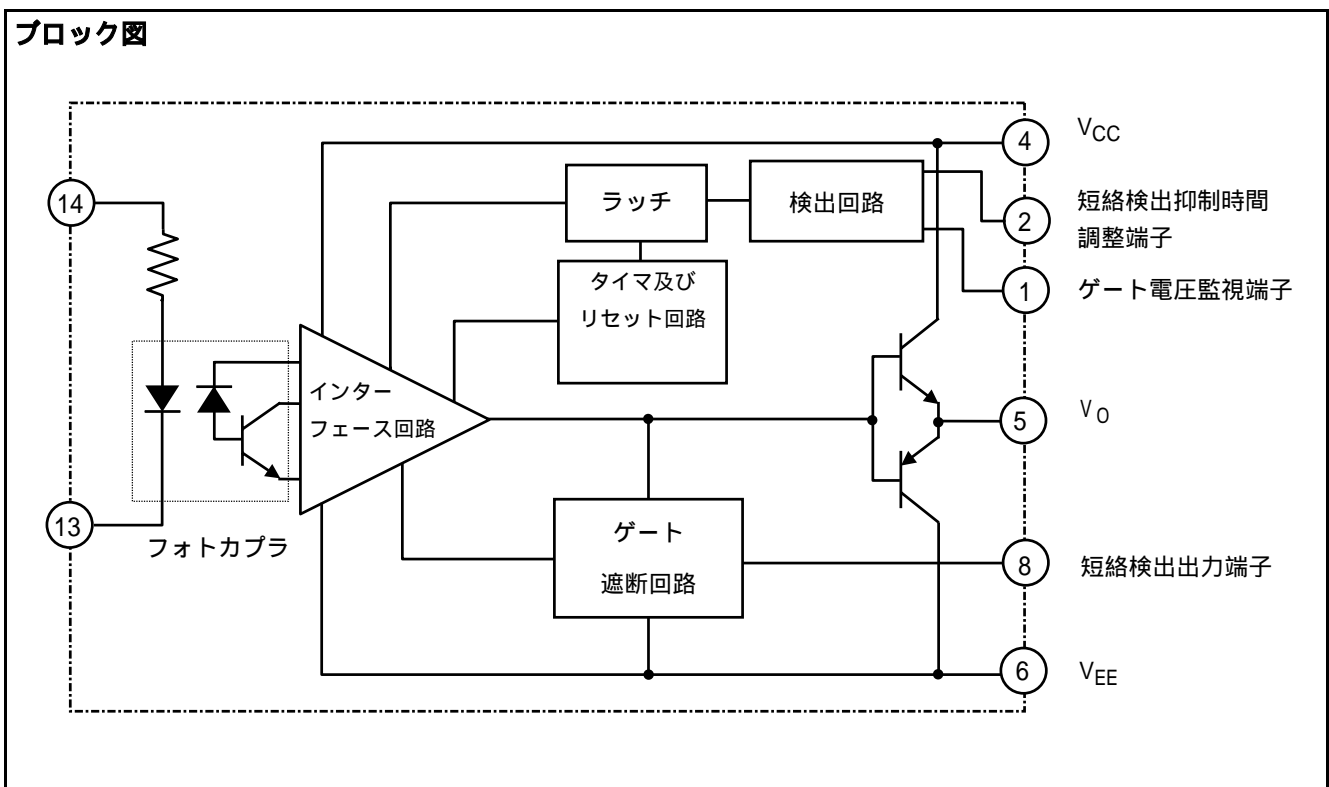 ブロック図
14
13
フォトカプラ
インター
フェース回路
ラッチ
検出回路
タイマ及び
リセット回路
ゲート
遮断回路
4
VCC
2
短絡検出抑制時間
調整端子
1
ゲート電圧監視端子
5
VO
8
短絡検出出力端子
6
VEE